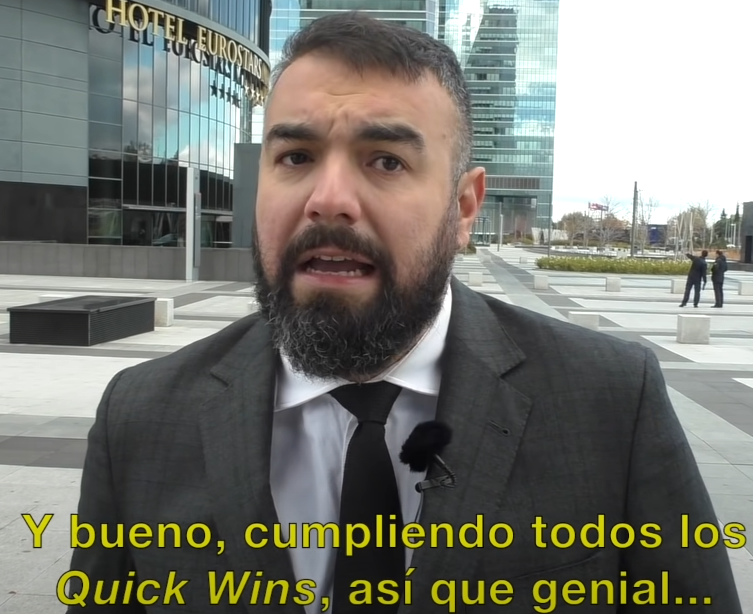 HOTEL EUROSTARS
Y bueno, cumpliendo todos los
Quick Wins, así que genial...